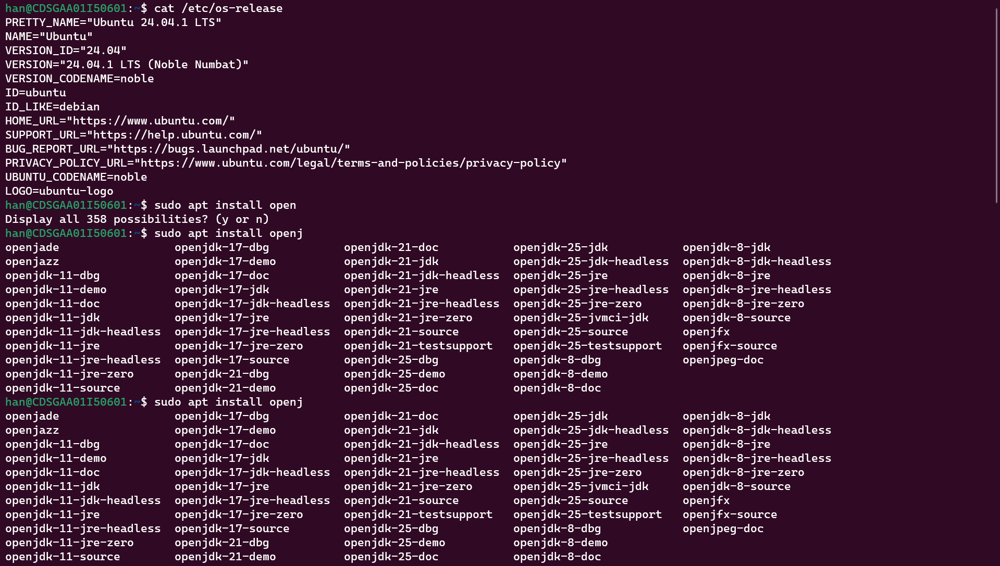 han@CDSGAA01I50601:~$ cat /etc/os-release
PRETTY_NAME="Ubuntu 24.04.1 LTS"
NAME="Ubuntu"
VERSION_ID="24.04"
VERSION="24.04.1 LTS (Noble Numbat)"
VERSION_CODENAME=noble
ID=ubuntu
ID_LIKE=debian
HOME_URL="https://www.ubuntu.com/"
SUPPORT_URL="https://help.ubuntu.com/"
BUG_REPORT_URL="https://bugs.launchpad.net/ubuntu/"
PRIVACY_POLICY_URL="https://www.ubuntu.com/legal/terms-and-policies/privacy-policy"
UBUNTU_CODENAME=noble
LOGO=ubuntu-logo
han@CDSGAA01I50601:~$ sudo apt install open
Display all 358 possibilities? (y or n)
han@CDSGAA01I50601:~$ sudo apt install openj
openjade                 openjdk-17-dbg           openjdk-21-doc           openjdk-25-jdk           openjdk-8-jdk
openjazz                 openjdk-17-demo          openjdk-21-jdk           openjdk-25-jdk-headless  openjdk-8-jdk-headless
openjdk-11-dbg           openjdk-17-doc           openjdk-21-jdk-headless  openjdk-25-jre           openjdk-8-jre
openjdk-11-demo          openjdk-17-jdk           openjdk-21-jre           openjdk-25-jre-headless  openjdk-8-jre-headless
openjdk-11-doc           openjdk-17-jdk-headless  openjdk-21-jre-headless  openjdk-25-jre-zero      openjdk-8-jre-zero
openjdk-11-jdk           openjdk-17-jre           openjdk-21-jre-zero      openjdk-25-jvmci-jdk     openjdk-8-source
openjdk-11-jdk-headless  openjdk-17-jre-headless  openjdk-21-source        openjdk-25-source        openjfx
openjdk-11-jre           openjdk-17-jre-zero      openjdk-21-testsupport   openjdk-25-testsupport   openjfx-source
openjdk-11-jre-headless  openjdk-17-source        openjdk-25-dbg           openjdk-8-dbg            openjpeg-doc
openjdk-11-jre-zero      openjdk-21-dbg           openjdk-25-demo          openjdk-8-demo
openjdk-11-source        openjdk-21-demo          openjdk-25-doc           openjdk-8-doc
han@CDSGAA01I50601:~$ sudo apt install openj
openjade                 openjdk-17-dbg           openjdk-21-doc           openjdk-25-jdk           openjdk-8-jdk
openjazz                 openjdk-17-demo          openjdk-21-jdk           openjdk-25-jdk-headless  openjdk-8-jdk-headless
openjdk-11-dbg           openjdk-17-doc           openjdk-21-jdk-headless  openjdk-25-jre           openjdk-8-jre
openjdk-11-demo          openjdk-17-jdk           openjdk-21-jre           openjdk-25-jre-headless  openjdk-8-jre-headless
openjdk-11-doc           openjdk-17-jdk-headless  openjdk-21-jre-headless  openjdk-25-jre-zero      openjdk-8-jre-zero
openjdk-11-jdk           openjdk-17-jre           openjdk-21-jre-zero      openjdk-25-jvmci-jdk     openjdk-8-source
openjdk-11-jdk-headless  openjdk-17-jre-headless  openjdk-21-source        openjdk-25-source        openjfx
openjdk-11-jre           openjdk-17-jre-zero      openjdk-21-testsupport   openjdk-25-testsupport   openjfx-source
openjdk-11-jre-headless  openjdk-17-source        openjdk-25-dbg           openjdk-8-dbg            openjpeg-doc
openjdk-11-jre-zero      openjdk-21-dbg           openjdk-25-demo          openjdk-8-demo
openjdk-11-source        openjdk-21-demo          openjdk-25-doc           openjdk-8-doc